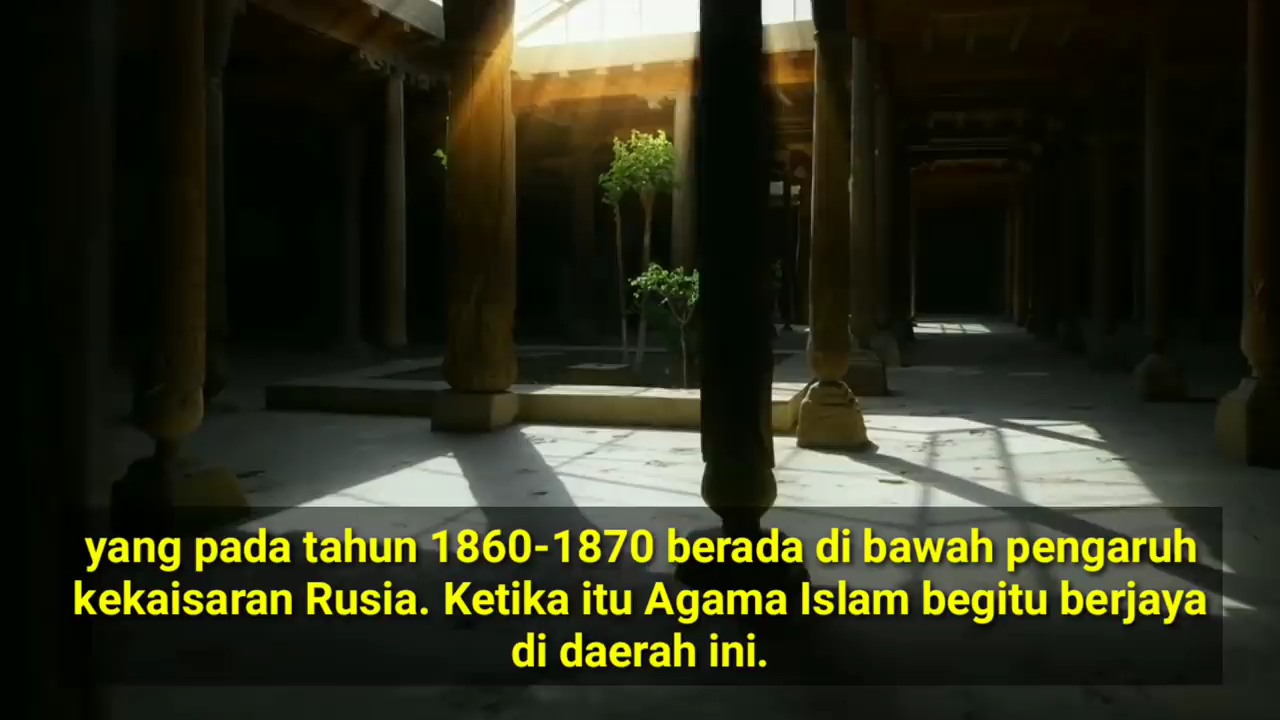 yang pada tahun 1860-1870 berada di bawah pengaruh
kekaisaran Rusia. Ketika itu Agama Islam begitu berjaya
di daerah ini.